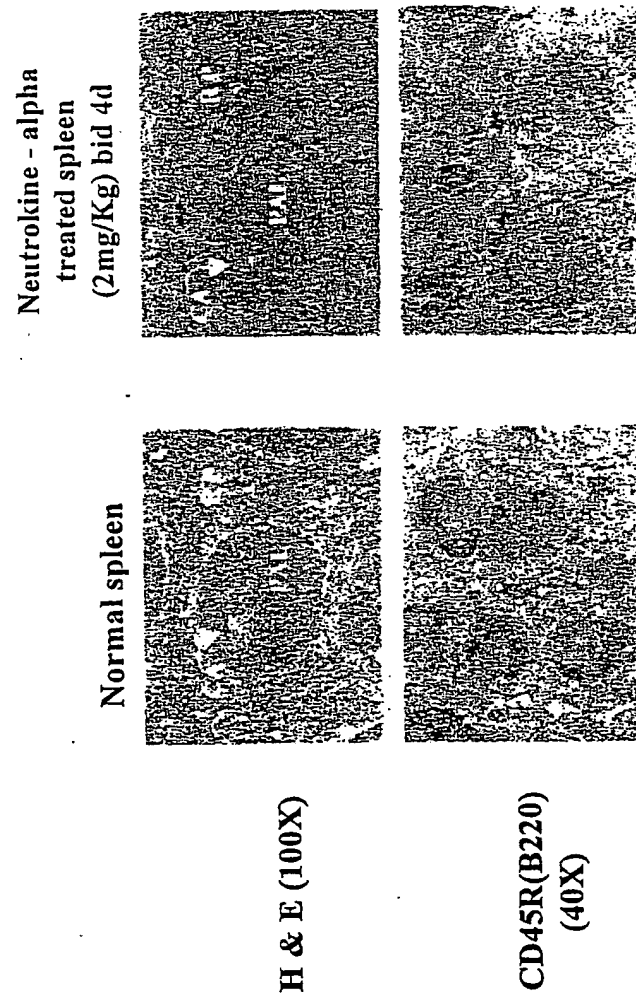 Neutrokine - alpha
treated spleen
(2mg/Kg) bid 4d
Normal spleen
H & E (100X)
CD45R(B220)
(40X)